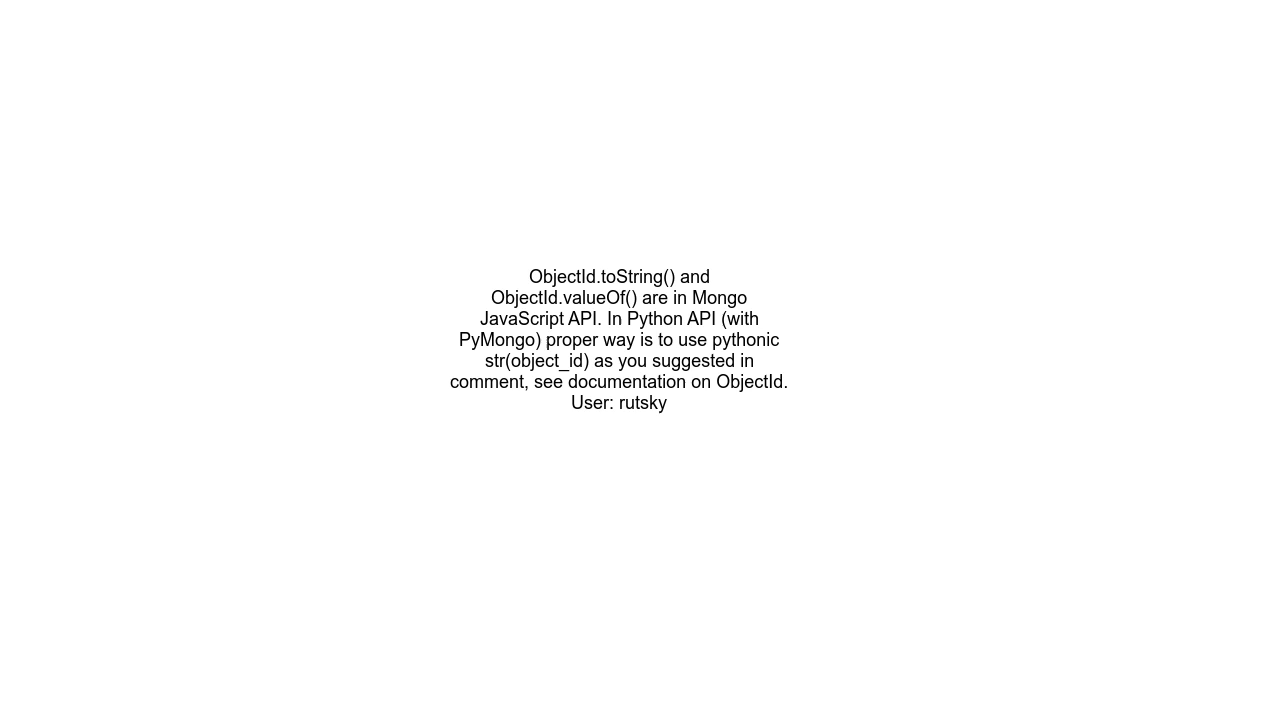 ObjectId.toString() and
ObjectId.valueOf() are in Mongo
JavaScript API. In Python API (with
PyMongo) proper way is to use pythonic
str(object_id) as you suggested in
comment, see documentation on ObjectId.
User: rutsky